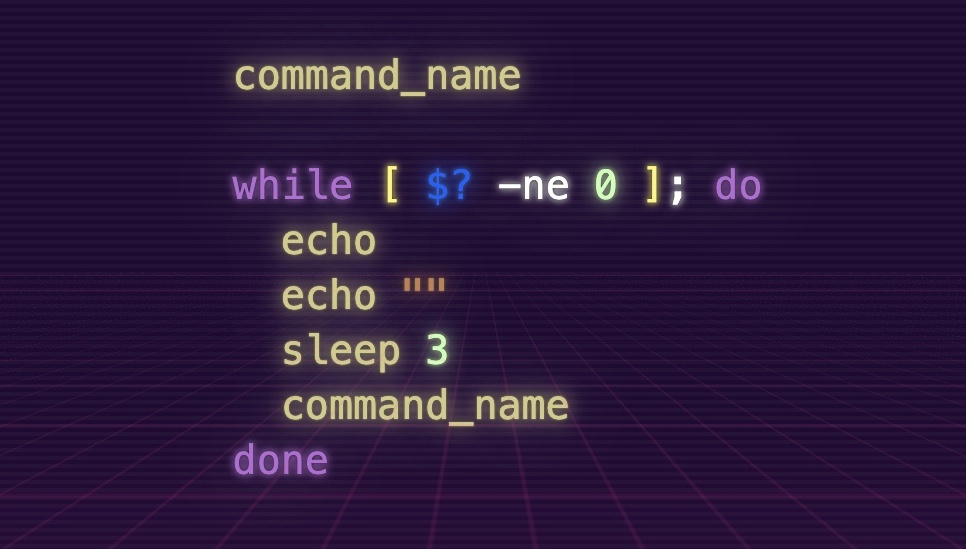 command_name
while [ $? -ne 0 ]; do
  echo
  echo ""
  sleep 3
  command_name
done